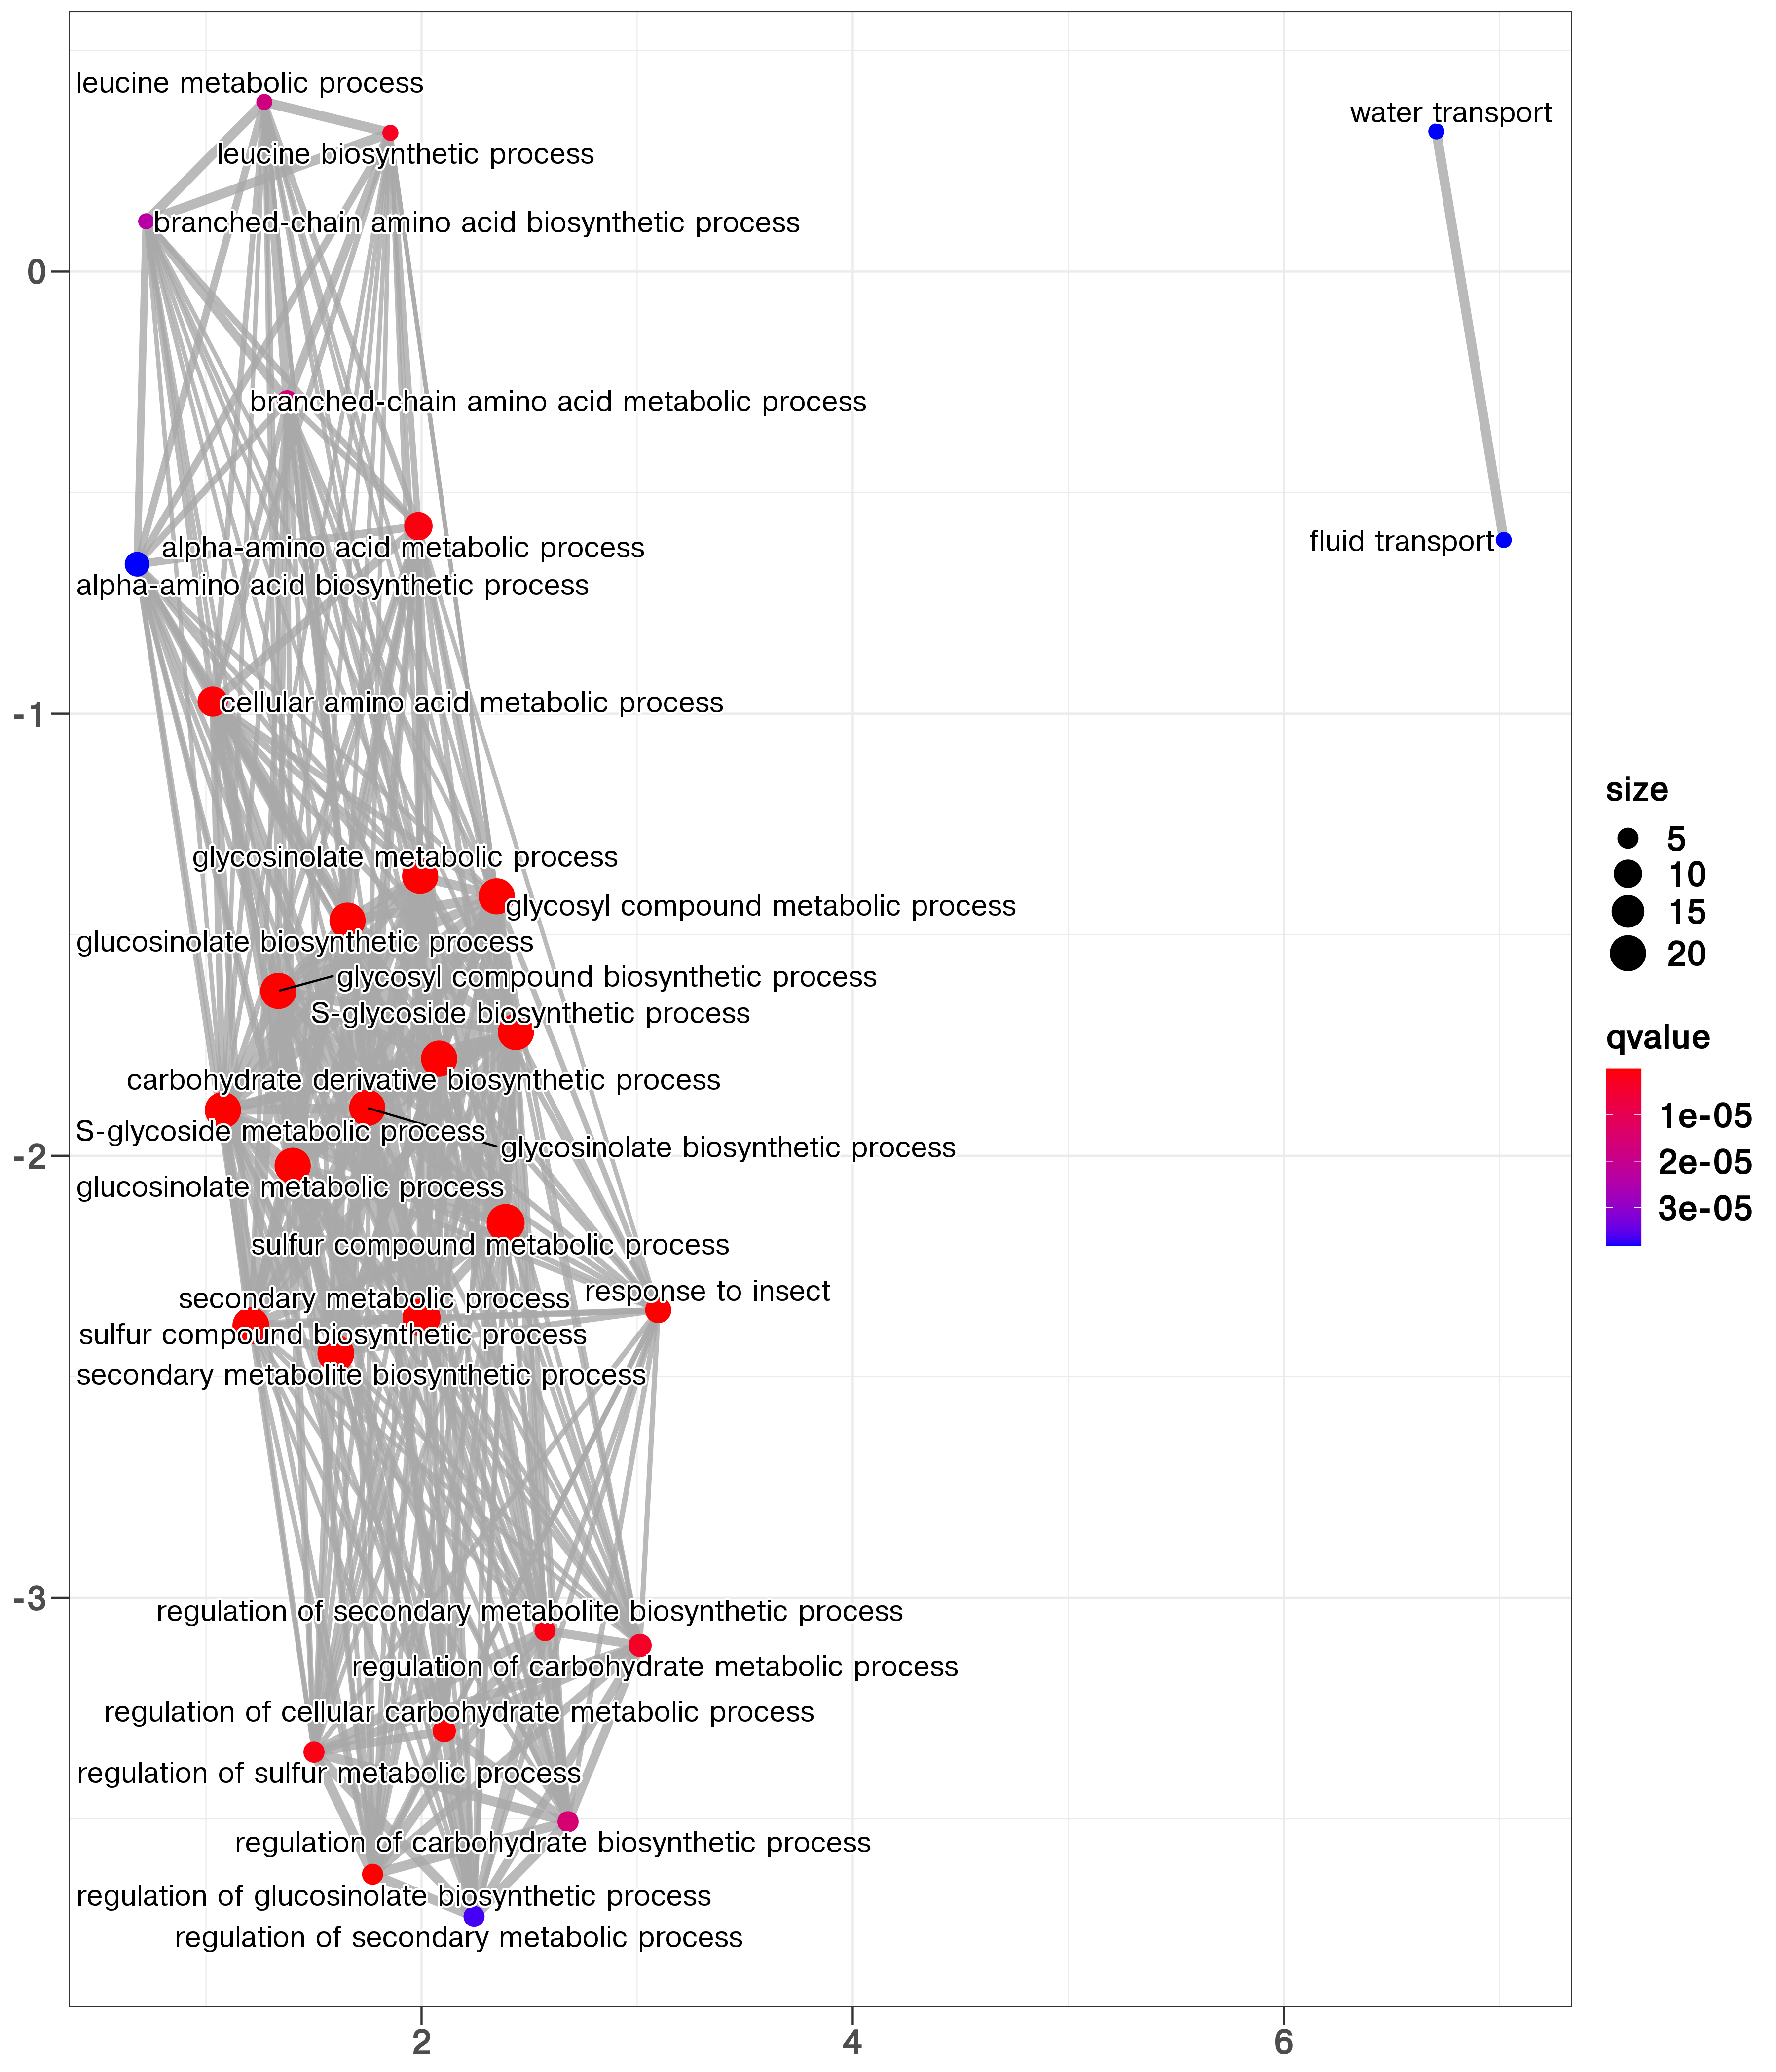 leucine metabolic process
water transport
leucine biosynthetic process
branched-chain amino acid biosynthetic process
0
branched-chain amino acid metabolic process
fluid transport
alpha-amino acid metabolic process
alpha-amino acid biosynthetic process
cellular amino acid metabolic process
-1
glycosinolate metabolic process
glycosyl compound metabolic process
glucosinolate biosynthetic process
glycosyl compound biosynthetic process
S-glycoside biosynthetic process
carbohydrate derivative biosynthetic process
S-glycoside metabolic process
glycosinolate biosynthetic process
-2
glucosinolate metabolic process
sulfur compound metabolic process
response to insect
secondary metabolic process
sulfur compound biosynthetic process
secondary metabolite biosynthetic process
-3
regulation of secondary metabolite biosynthetic process
regulation of carbohydrate metabolic process
regulation of cellular carbohydrate metabolic process
regulation of sulfur metabolic process
regulation of carbohydrate biosynthetic process
regulation of glucosinolate biosynthetic process
regulation of secondary metabolic process
2
4
6
size
5
10
15
20
qvalue
1e-05
2e-05
3e-05